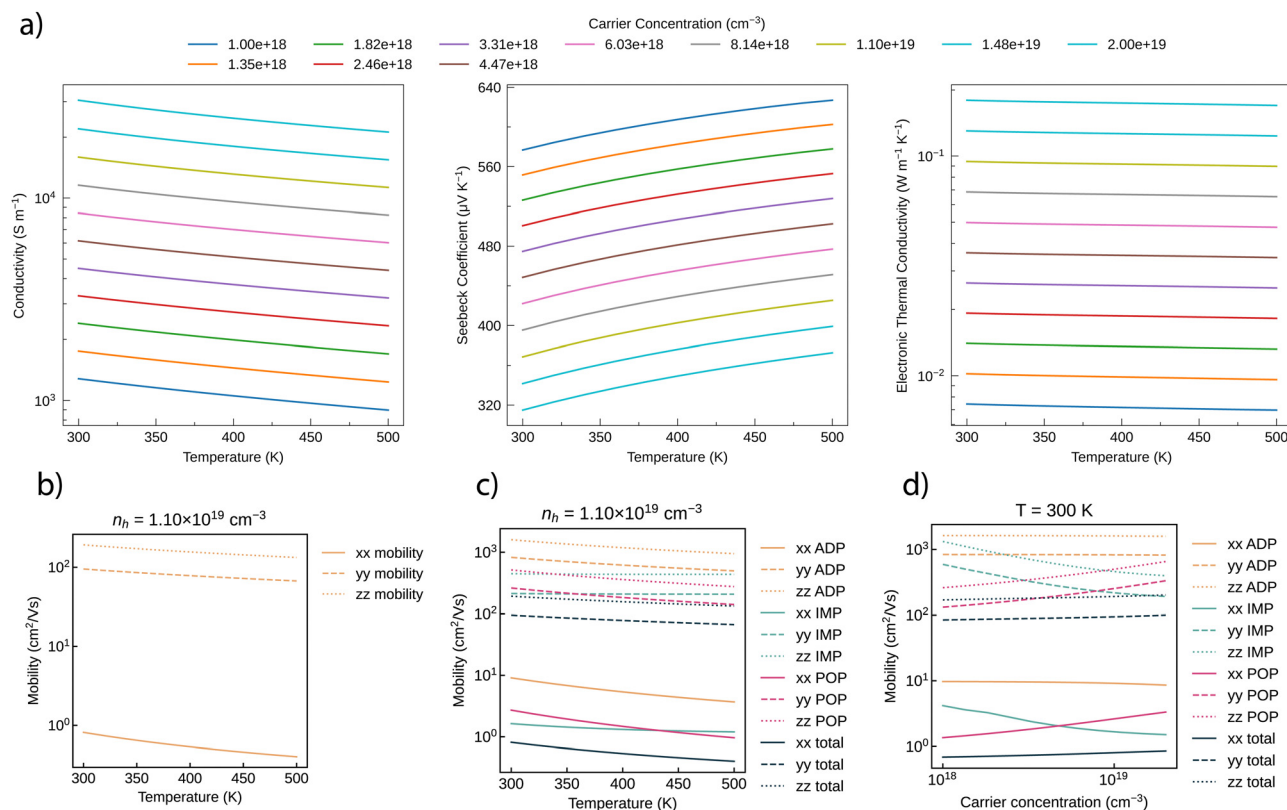 a)
Carrier Concentration (cm⁻³)
1.00e+18 1.82e+18 3.31e+18 6.03e+18 8.14e+18 1.10e+19 1.48e+19 2.00e+19
1.35e+18 2.46e+18 4.47e+18
Conductivity (S m⁻¹)
10⁴
10³
300 350 400 450 500
Temperature (K)
Seebeck Coefficient (µV K⁻¹)
640
560
480
400
320
300 350 400 450 500
Temperature (K)
Electronic Thermal Conductivity (W m⁻¹ K⁻¹)
10⁻¹
10⁻²
300 350 400 450 500
Temperature (K)
b)
n_h = 1.10×10¹⁹ cm⁻³
Mobility (cm²/Vs)
10²
10¹
10⁰
300 350 400 450 500
Temperature (K)
xx mobility
yy mobility
zz mobility
c)
n_h = 1.10×10¹⁹ cm⁻³
Mobility (cm²/Vs)
10³
10²
10¹
10⁰
300 350 400 450 500
Temperature (K)
xx ADP
yy ADP
zz ADP
xx IMP
yy IMP
zz IMP
xx POP
yy POP
zz POP
xx total
yy total
zz total
d)
T = 300 K
Mobility (cm²/Vs)
10³
10²
10¹
10⁰
10¹⁸ 10¹⁹
Carrier concentration (cm⁻³)
xx ADP
yy ADP
zz ADP
xx IMP
yy IMP
zz IMP
xx POP
yy POP
zz POP
xx total
yy total
zz total